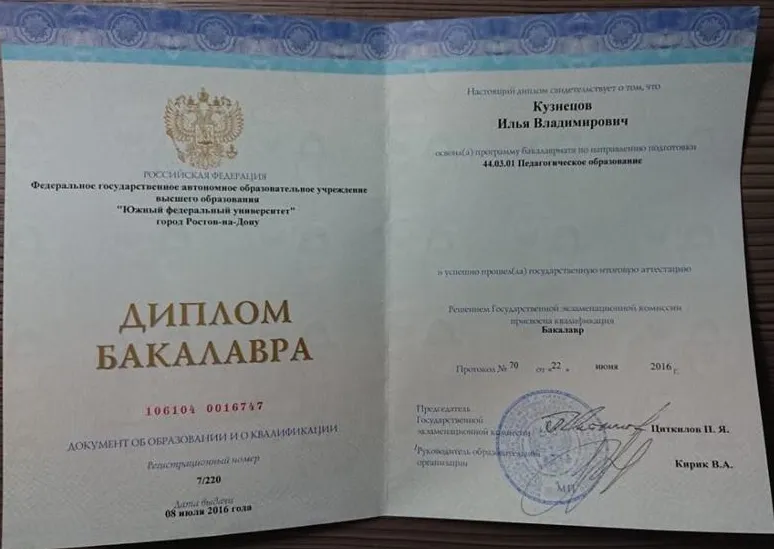 РОССИЙСКАЯ ФЕДЕРАЦИЯ
Федеральное государственное автономное образовательное учреждение
высшего образования
"Южный федеральный университет"
город Ростов-на-Дону
ДИПЛОМ
БАКАЛАВРА
106104 0016747
ДОКУМЕНТ ОБ ОБРАЗОВАНИИ И О КВАЛИФИКАЦИИ
Регистрационный номер
7/220
Дата выдачи
08 июля 2016 года
Настоящий диплом свидетельствует о том, что
Кузнецов
Илья Владимирович
освоил(а) программу бакалавриата по направлению подготовки
44.03.01 Педагогическое образование
и успешно прошел(ла) государственную итоговую аттестацию
Решением Государственной экзаменационной комиссии
присвоена квалификация
Бакалавр
Протокол № 70 от «22 » июня 2016 г.
Председатель
Государственной
экзаменационной комиссии Циткилов П. Я.
Руководитель образовательной
организации Кирик В.А.
М.П.